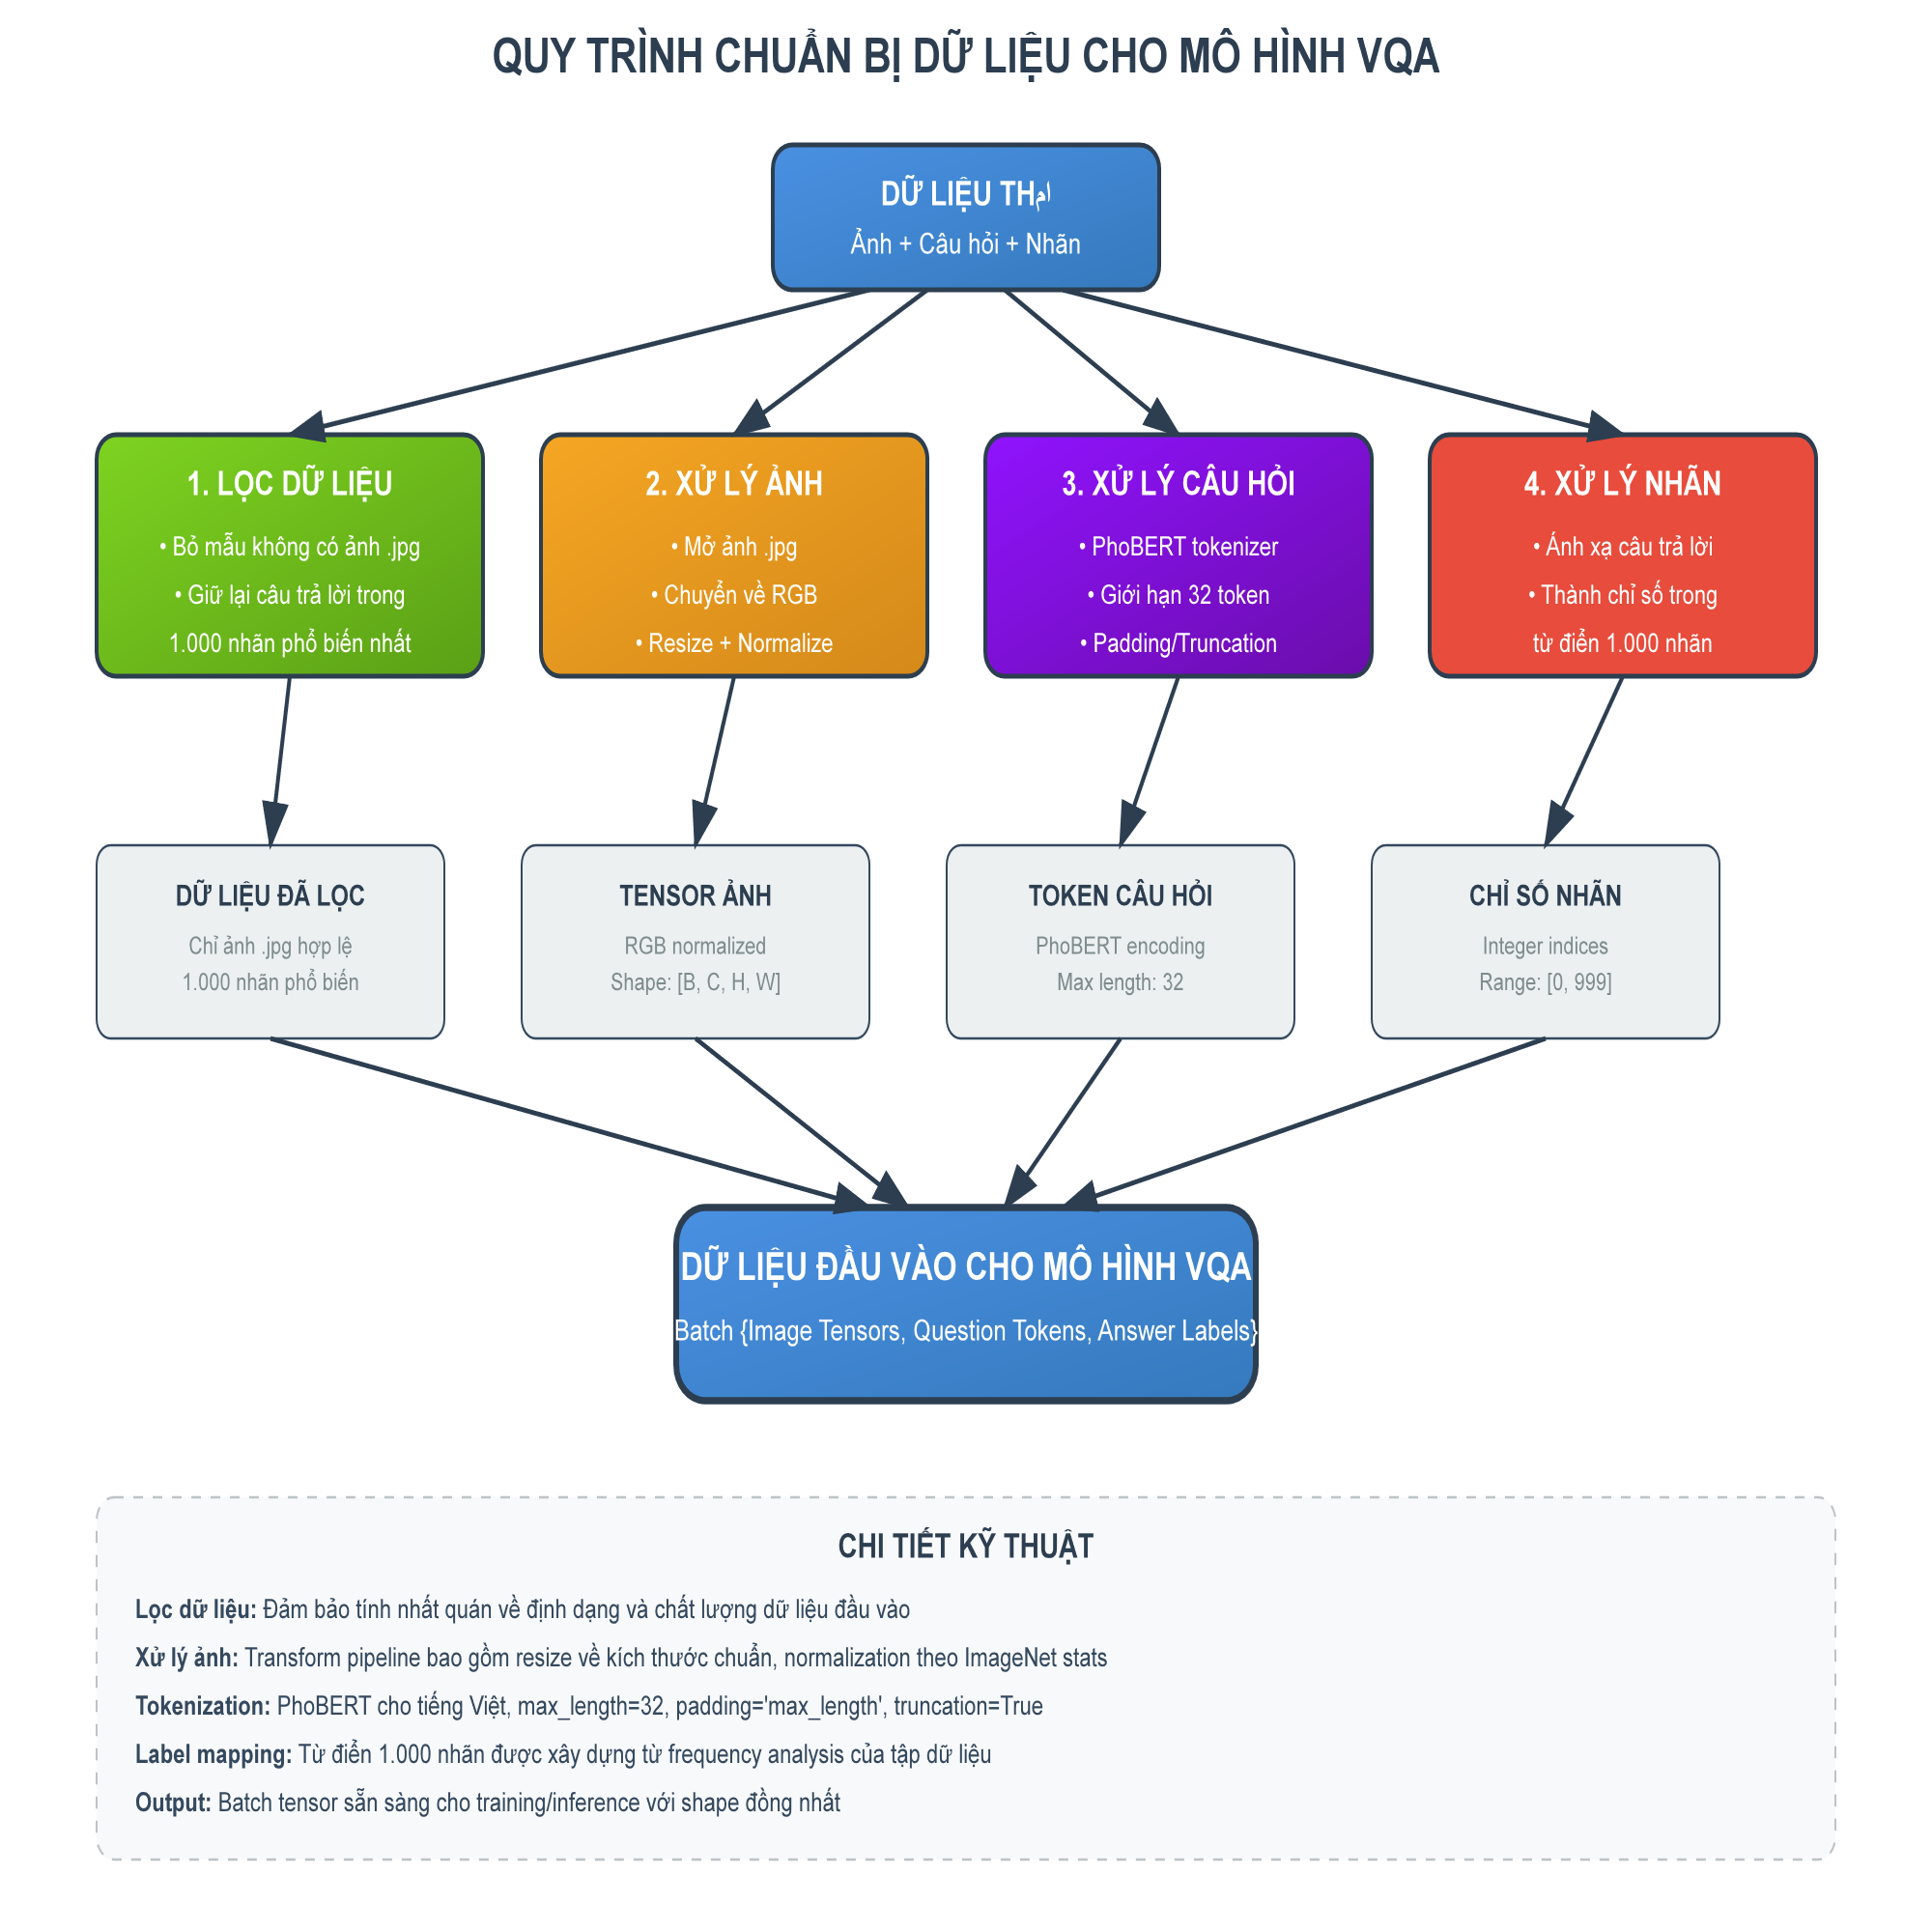 QUY TRÌNH CHUẨN BỊ DỮ LIỆU CHO MÔ HÌNH VQA
DỮ LIỆU THام
Ảnh + Câu hỏi + Nhãn
1. LỌC DỮ LIỆU
• Bỏ mẫu không có ảnh .jpg
• Giữ lại câu trả lời trong
1.000 nhãn phổ biến nhất
2. XỬ LÝ ẢNH
• Mở ảnh .jpg
• Chuyển về RGB
• Resize + Normalize
3. XỬ LÝ CÂU HỎI
• PhoBERT tokenizer
• Giới hạn 32 token
• Padding/Truncation
4. XỬ LÝ NHÃN
• Ánh xạ câu trả lời
• Thành chỉ số trong
từ điển 1.000 nhãn
DỮ LIỆU ĐÃ LỌC
Chỉ ảnh .jpg hợp lệ
1.000 nhãn phổ biến
TENSOR ẢNH
RGB normalized
Shape: [B, C, H, W]
TOKEN CÂU HỎI
PhoBERT encoding
Max length: 32
CHỈ SỐ NHÃN
Integer indices
Range: [0, 999]
DỮ LIỆU ĐẦU VÀO CHO MÔ HÌNH VQA
Batch {Image Tensors, Question Tokens, Answer Labels}
CHI TIẾT KỸ THUẬT
Lọc dữ liệu: Đảm bảo tính nhất quán về định dạng và chất lượng dữ liệu đầu vào
Xử lý ảnh: Transform pipeline bao gồm resize về kích thước chuẩn, normalization theo ImageNet stats
Tokenization: PhoBERT cho tiếng Việt, max_length=32, padding='max_length', truncation=True
Label mapping: Từ điển 1.000 nhãn được xây dựng từ frequency analysis của tập dữ liệu
Output: Batch tensor sẵn sàng cho training/inference với shape đồng nhất